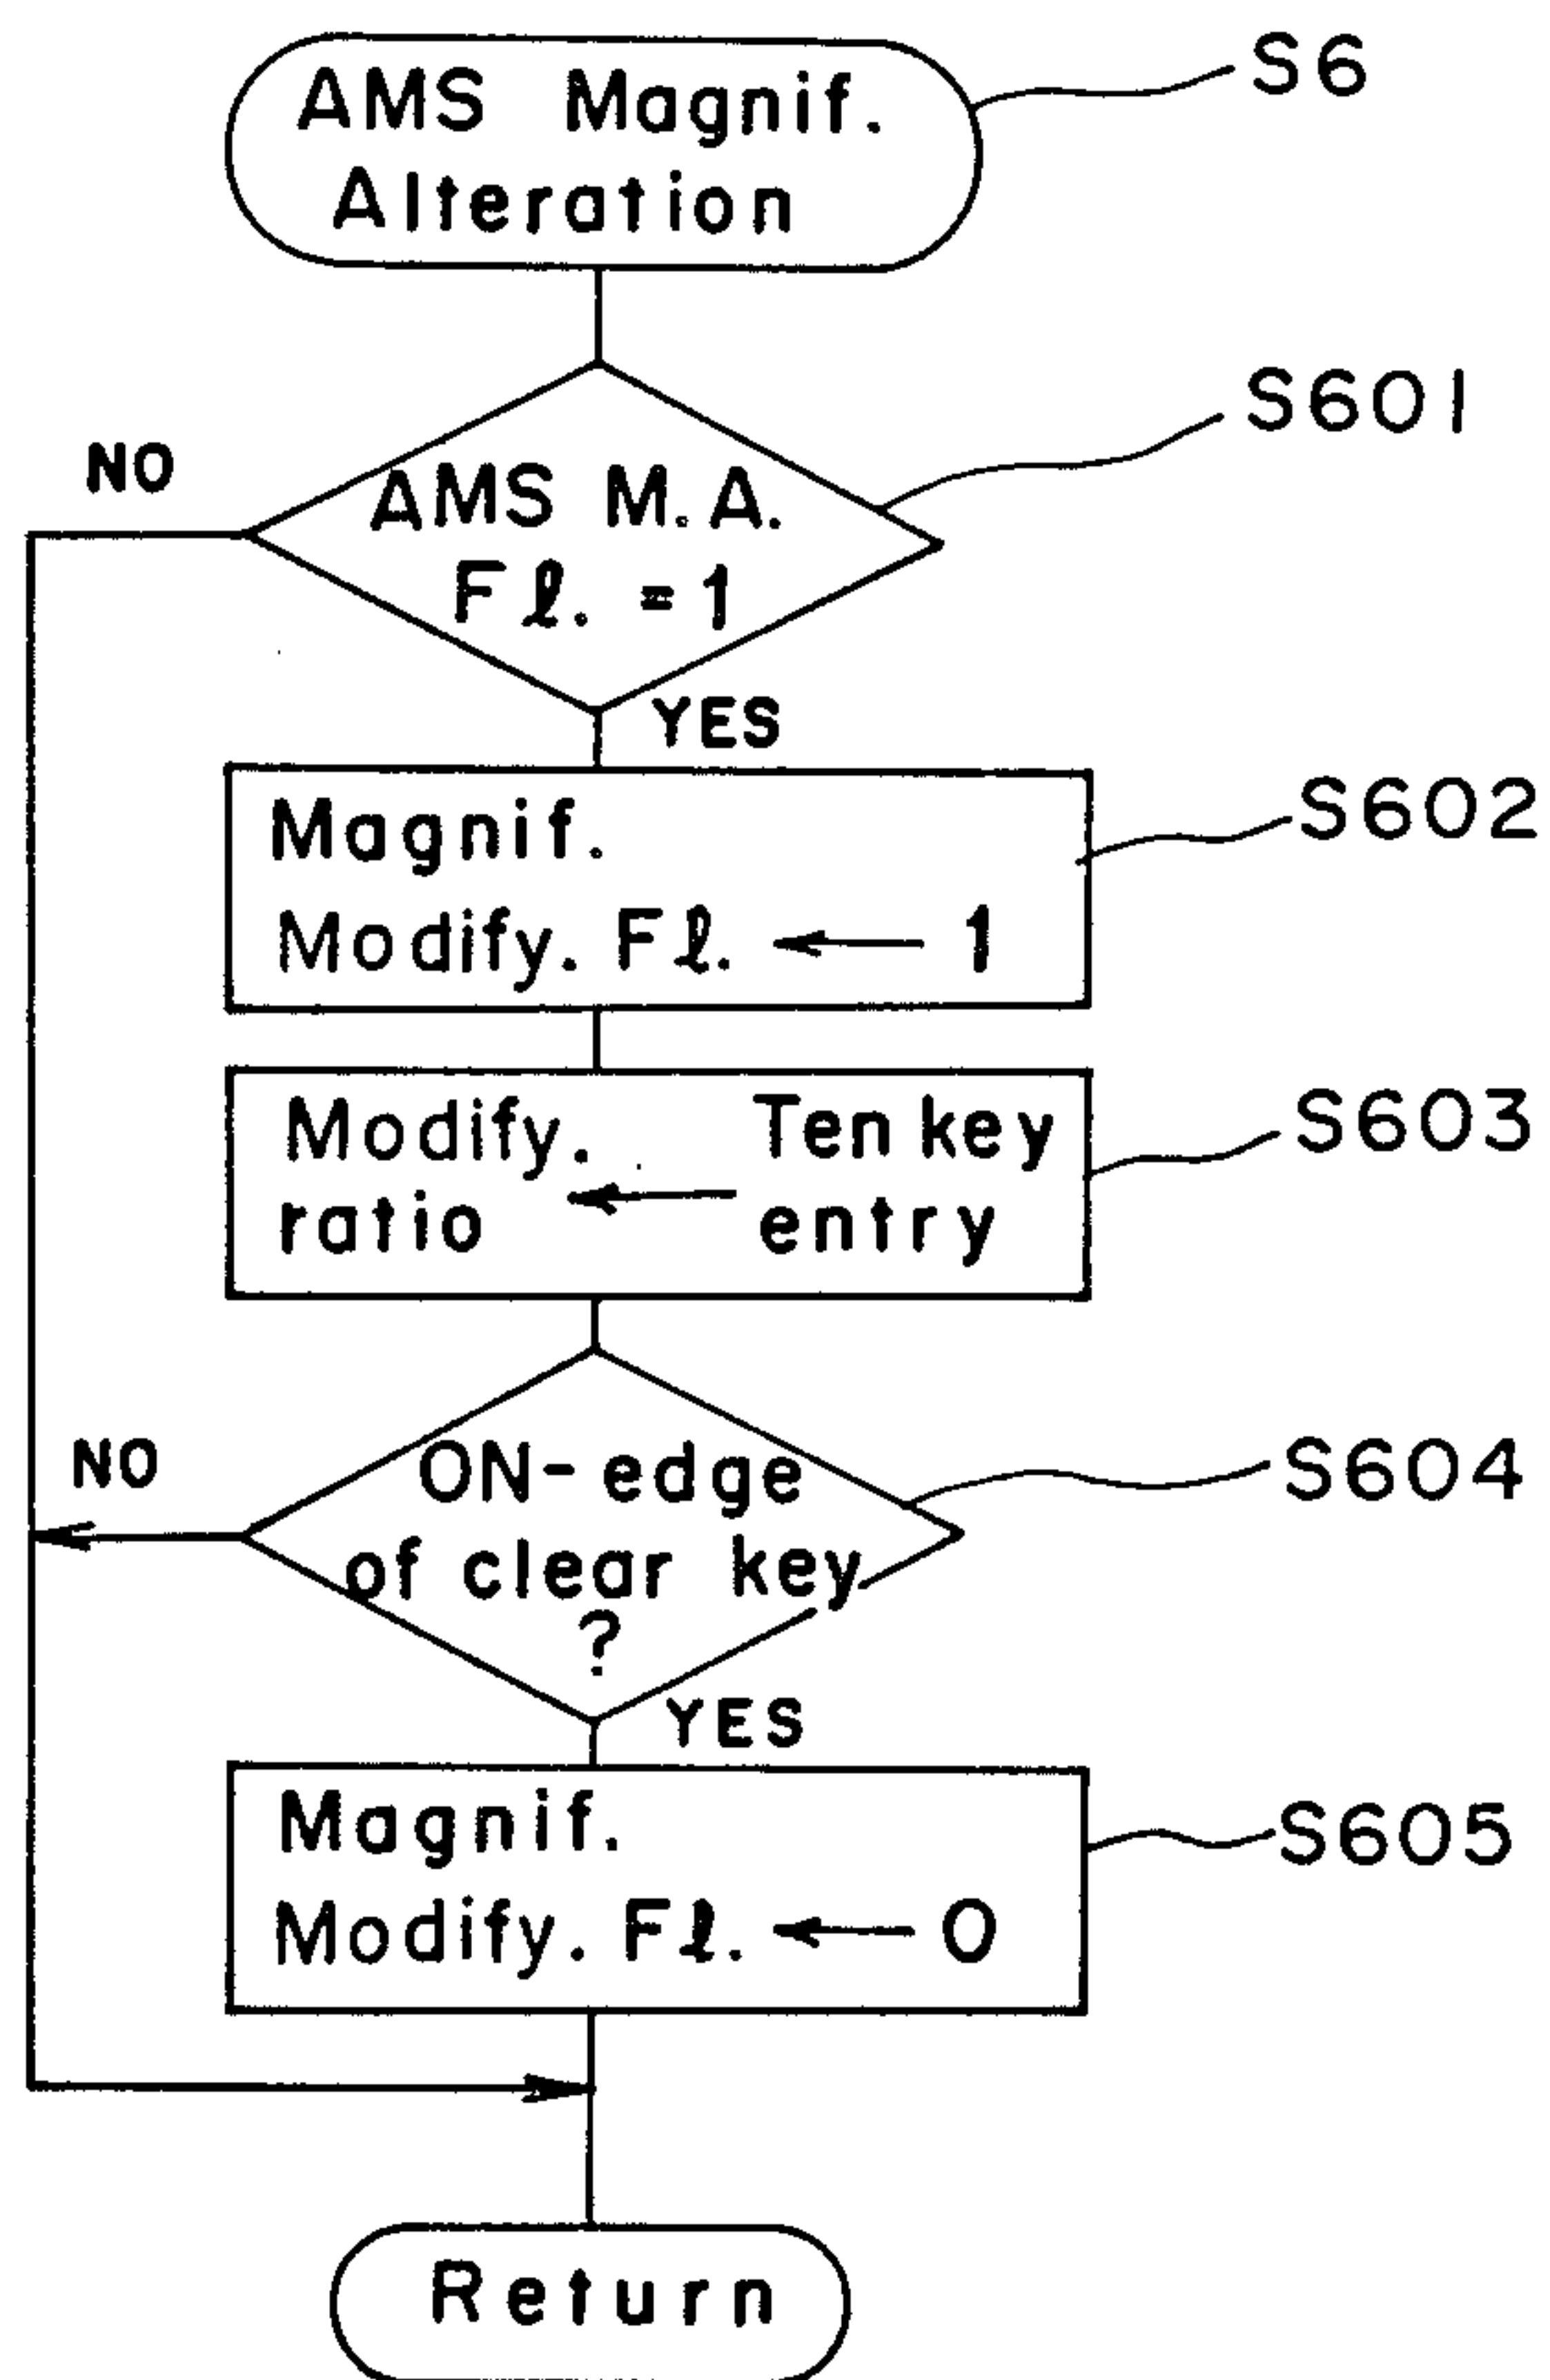 AMS Magnif.
Alteration
S6
S601
NO
AMS M.A.
Fℓ. = 1
YES
Magnif.
Modify. Fℓ. ← 1
S602
Modify. Ten key
ratio ← entry
S603
NO
ON-edge
of clear key
?
S604
YES
Magnif.
Modify. Fℓ. ← 0
S605
Return